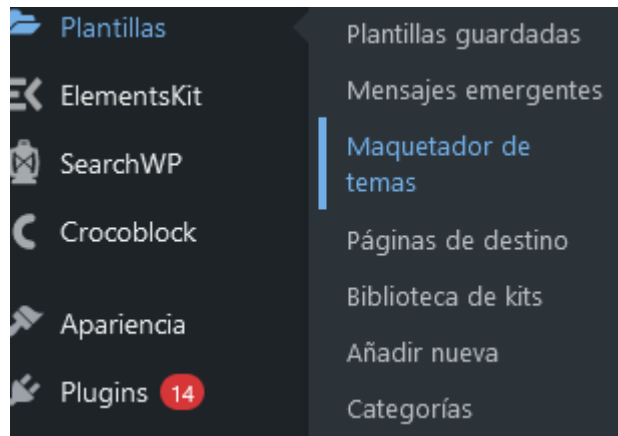 Plantillas
ElementsKit
SearchWP
Crocoblock
Apariencia
Plugins 14
Plantillas guardadas
Mensajes emergentes
Maquetador de
temas
Páginas de destino
Biblioteca de kits
Añadir nueva
Categorías